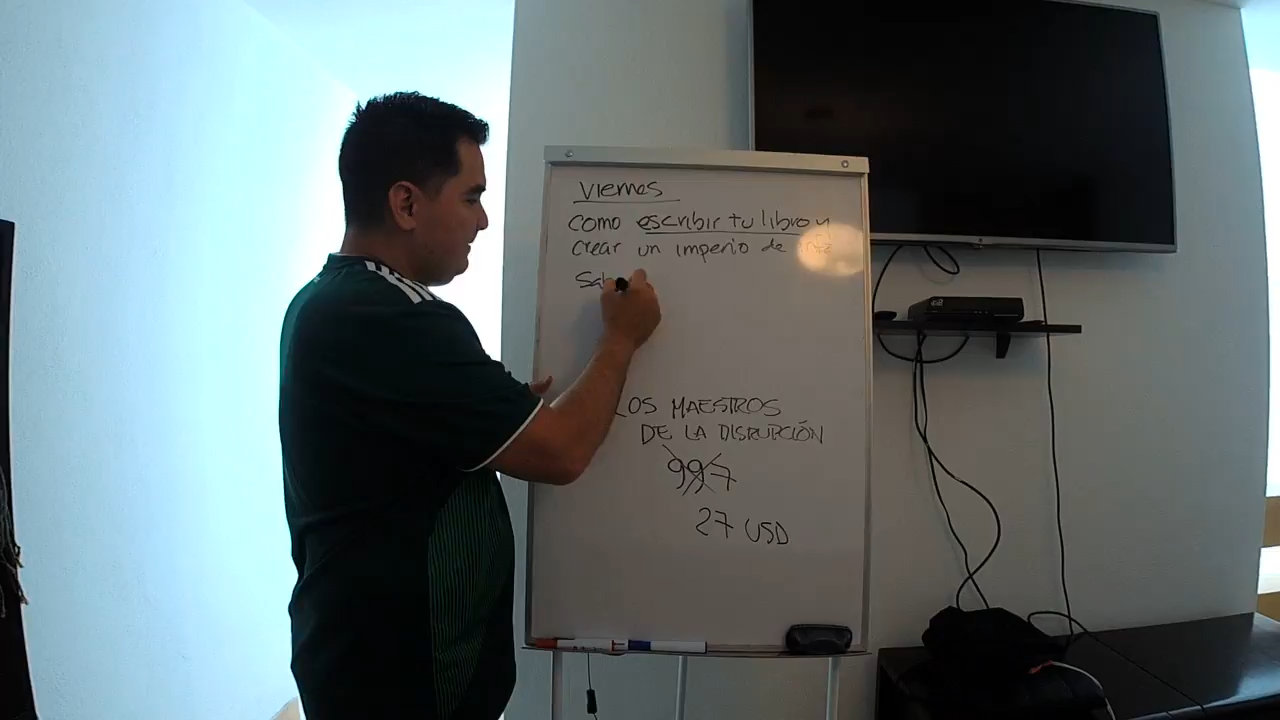 Viernes
como escribir tu libro y
crear un imperio de
LOS MAESTROS
DE LA DISRUPCIÓN
997
27 USD